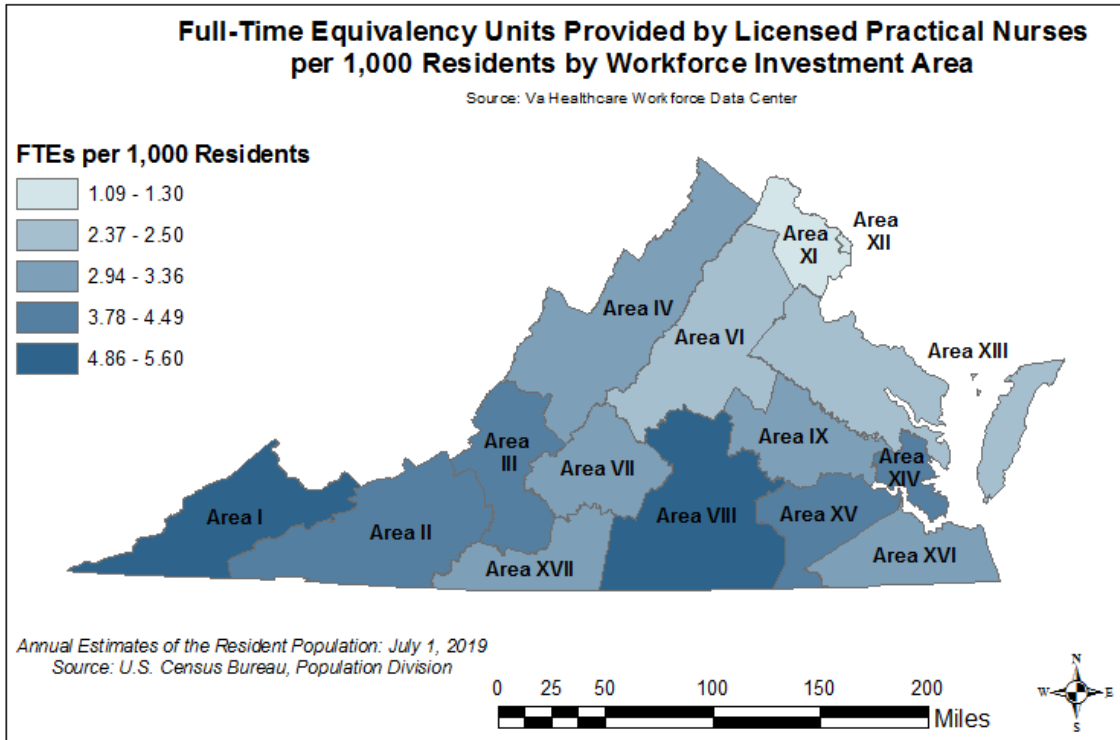 Full-Time Equivalency Units Provided by Licensed Practical Nurses
per 1,000 Residents by Workforce Investment Area
Source: Va Healthcare Workforce Data Center
FTEs per 1,000 Residents
1.09 - 1.30
2.37 - 2.50
2.94 - 3.36
3.78 - 4.49
4.86 - 5.60
Area
XII
Area
XI
Area IV
Area VI
Area XIII
Area
III
Area IX
Area VII
Area
XIV
Area I
Area VIII
Area XV
Area II
Area XVI
Area XVII
Annual Estimates of the Resident Population: July 1, 2019
Source: U.S. Census Bureau, Population Division
0 25 50 100 150 200
Miles
N
W E
S